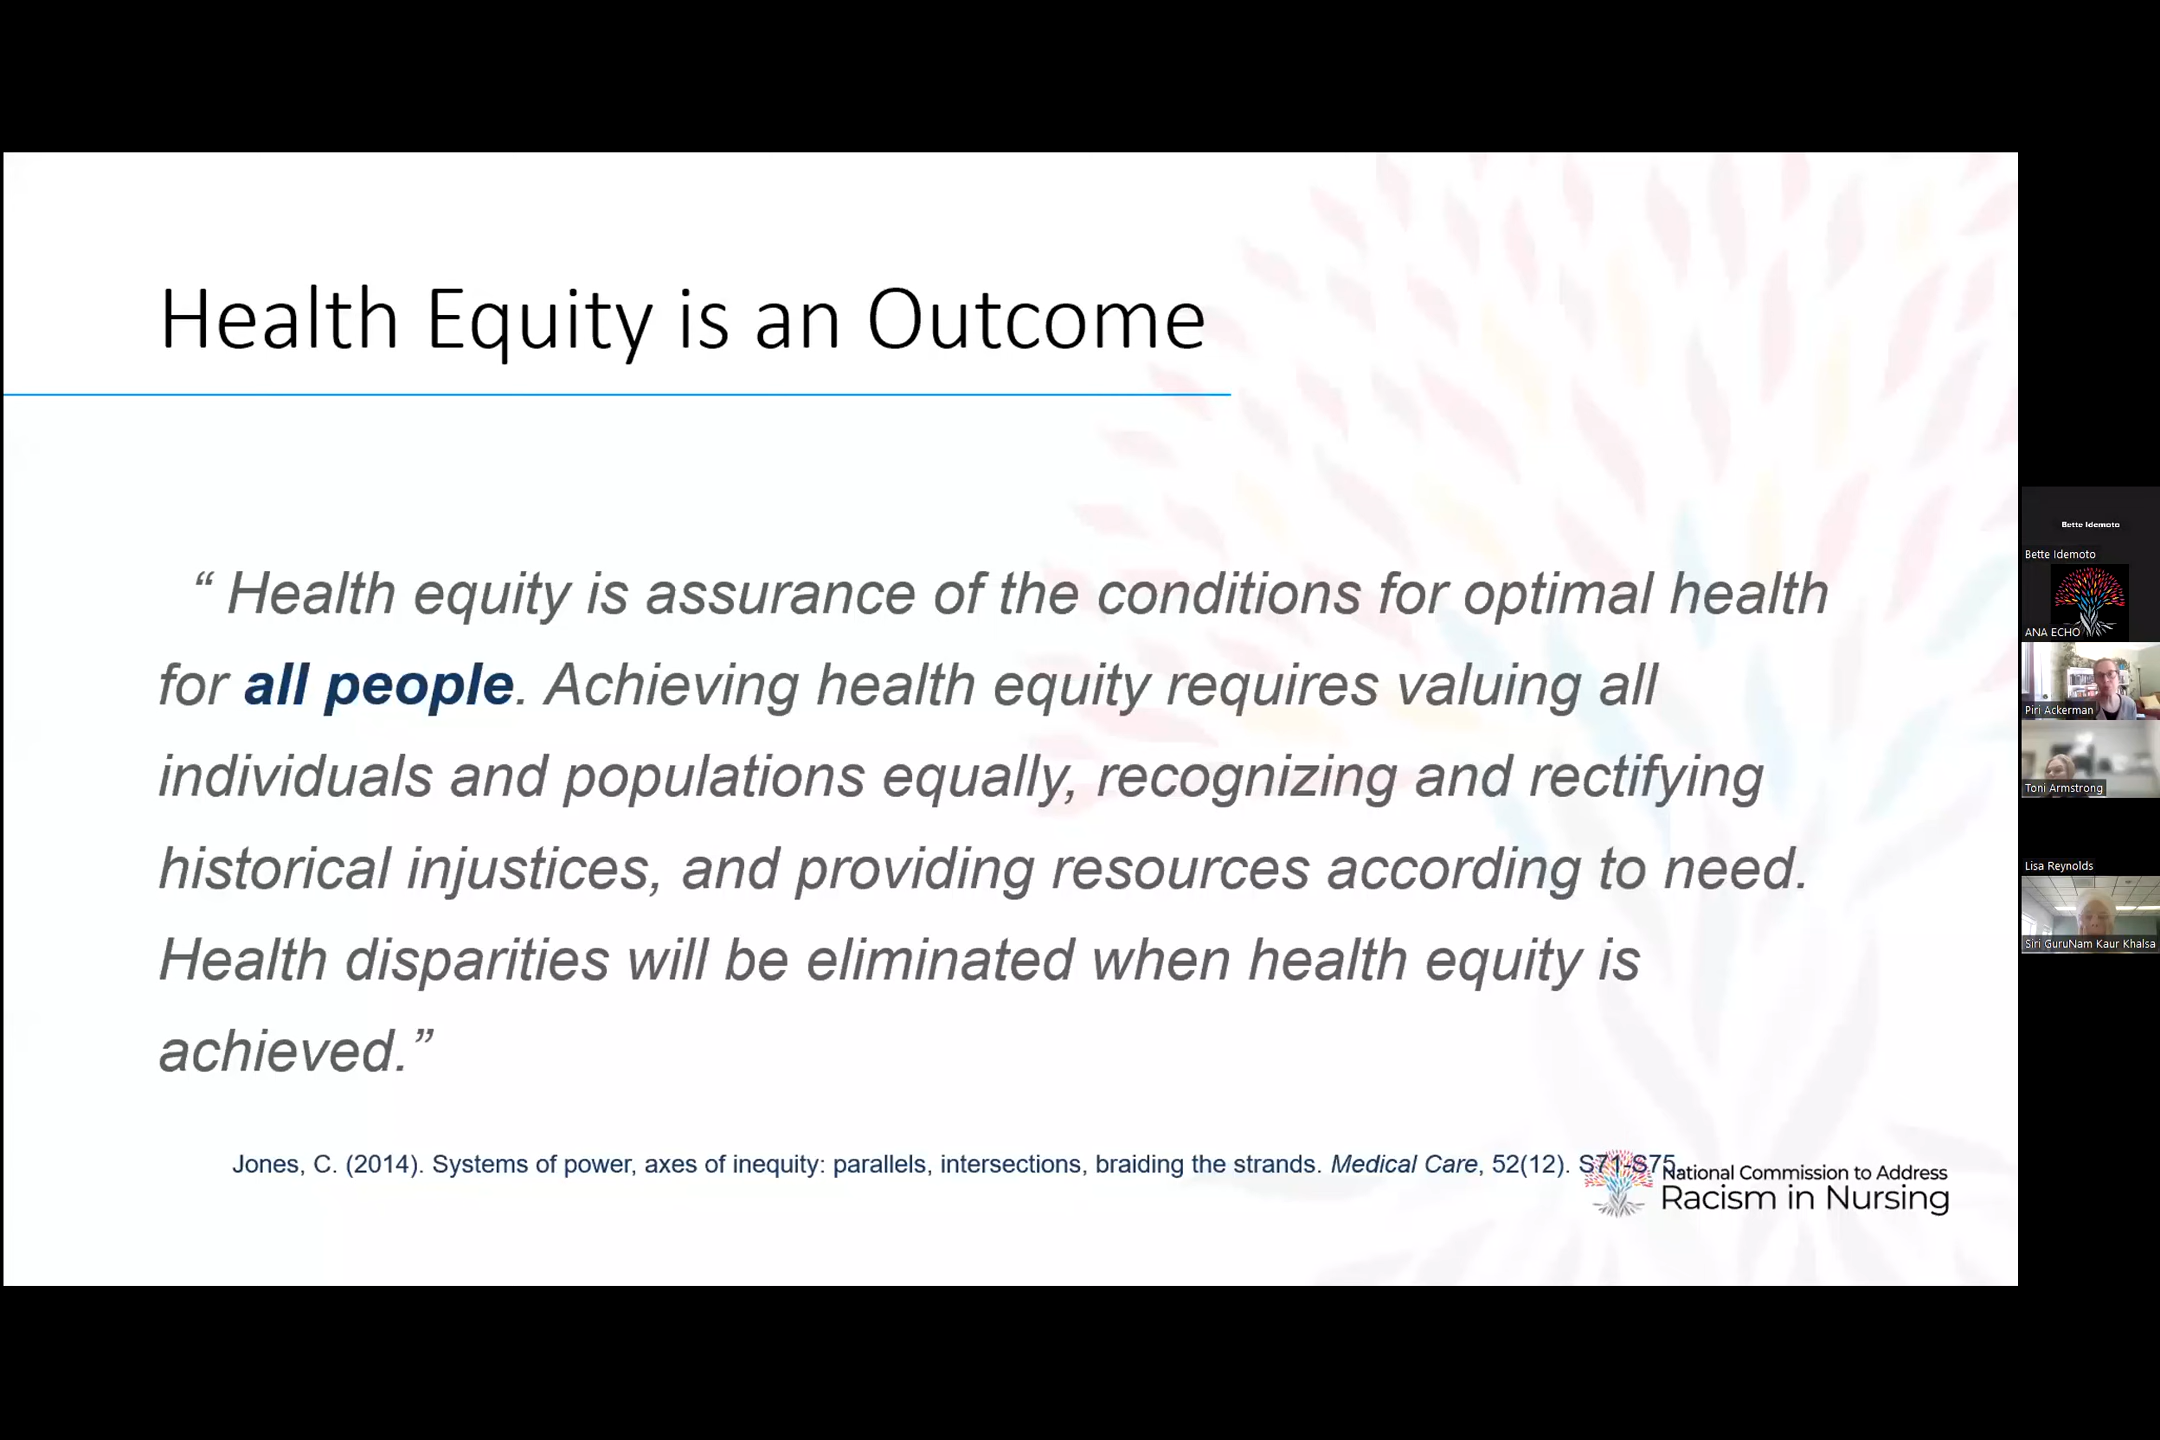 Health Equity is an Outcome
“ Health equity is assurance of the conditions for optimal health
for all people. Achieving health equity requires valuing all
individuals and populations equally, recognizing and rectifying
historical injustices, and providing resources according to need.
Health disparities will be eliminated when health equity is
achieved.”
Jones, C. (2014). Systems of power, axes of inequity: parallels, intersections, braiding the strands. Medical Care, 52(12). S71-S75.
National Commission to Address
Racism in Nursing
Bette Idemoto
Bette Idemoto
ANA ECHO
Piri Ackerman
Toni Armstrong
Lisa Reynolds
Siri GuruNam Kaur Khalsa